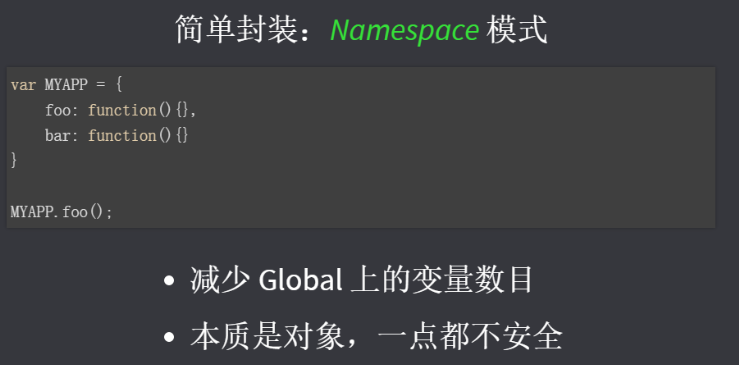 简单封装：Namespace 模式
var MYAPP = {
    foo: function(){},
    bar: function(){}
}
MYAPP.foo();
• 减少 Global 上的变量数目
• 本质是对象，一点都不安全